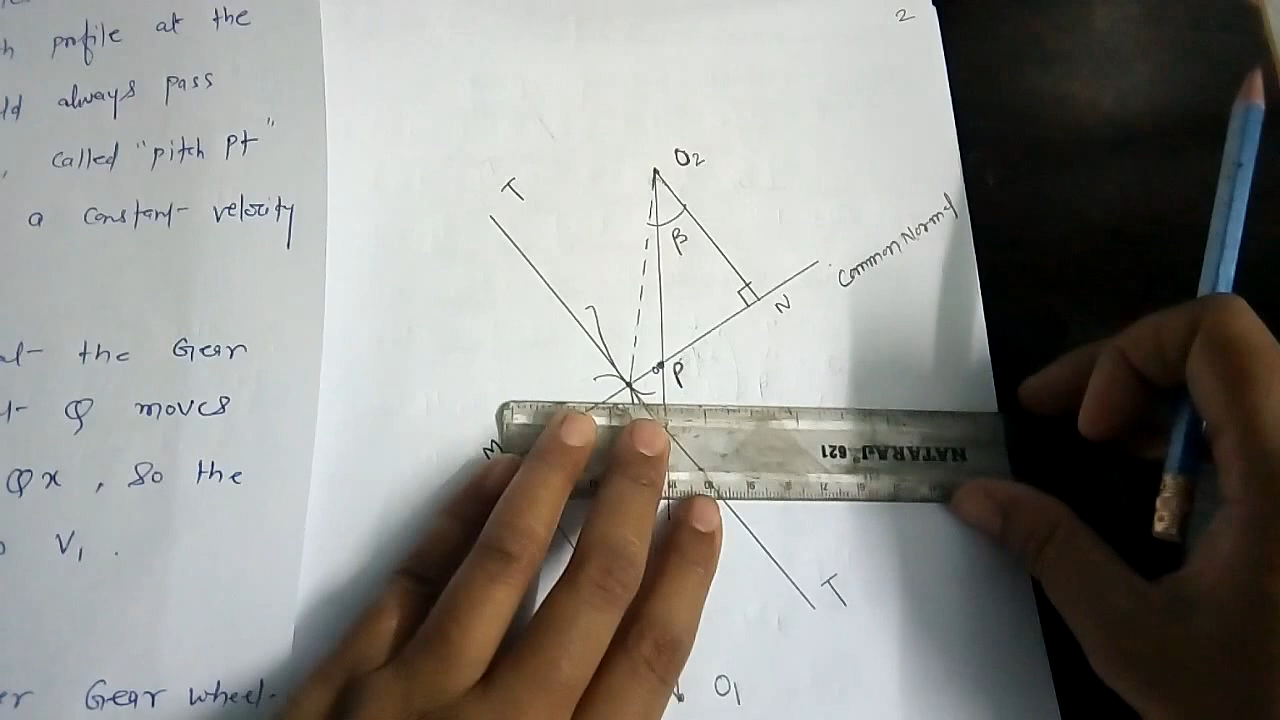 profile at the
always pass
called "pitch pt"
a constant velocity
the Gear
Q moves
Qx, so the
V1.
Gear wheel
2
O2
T
β
Common Normal
N
P
M
NATARAJ 621
T
O1